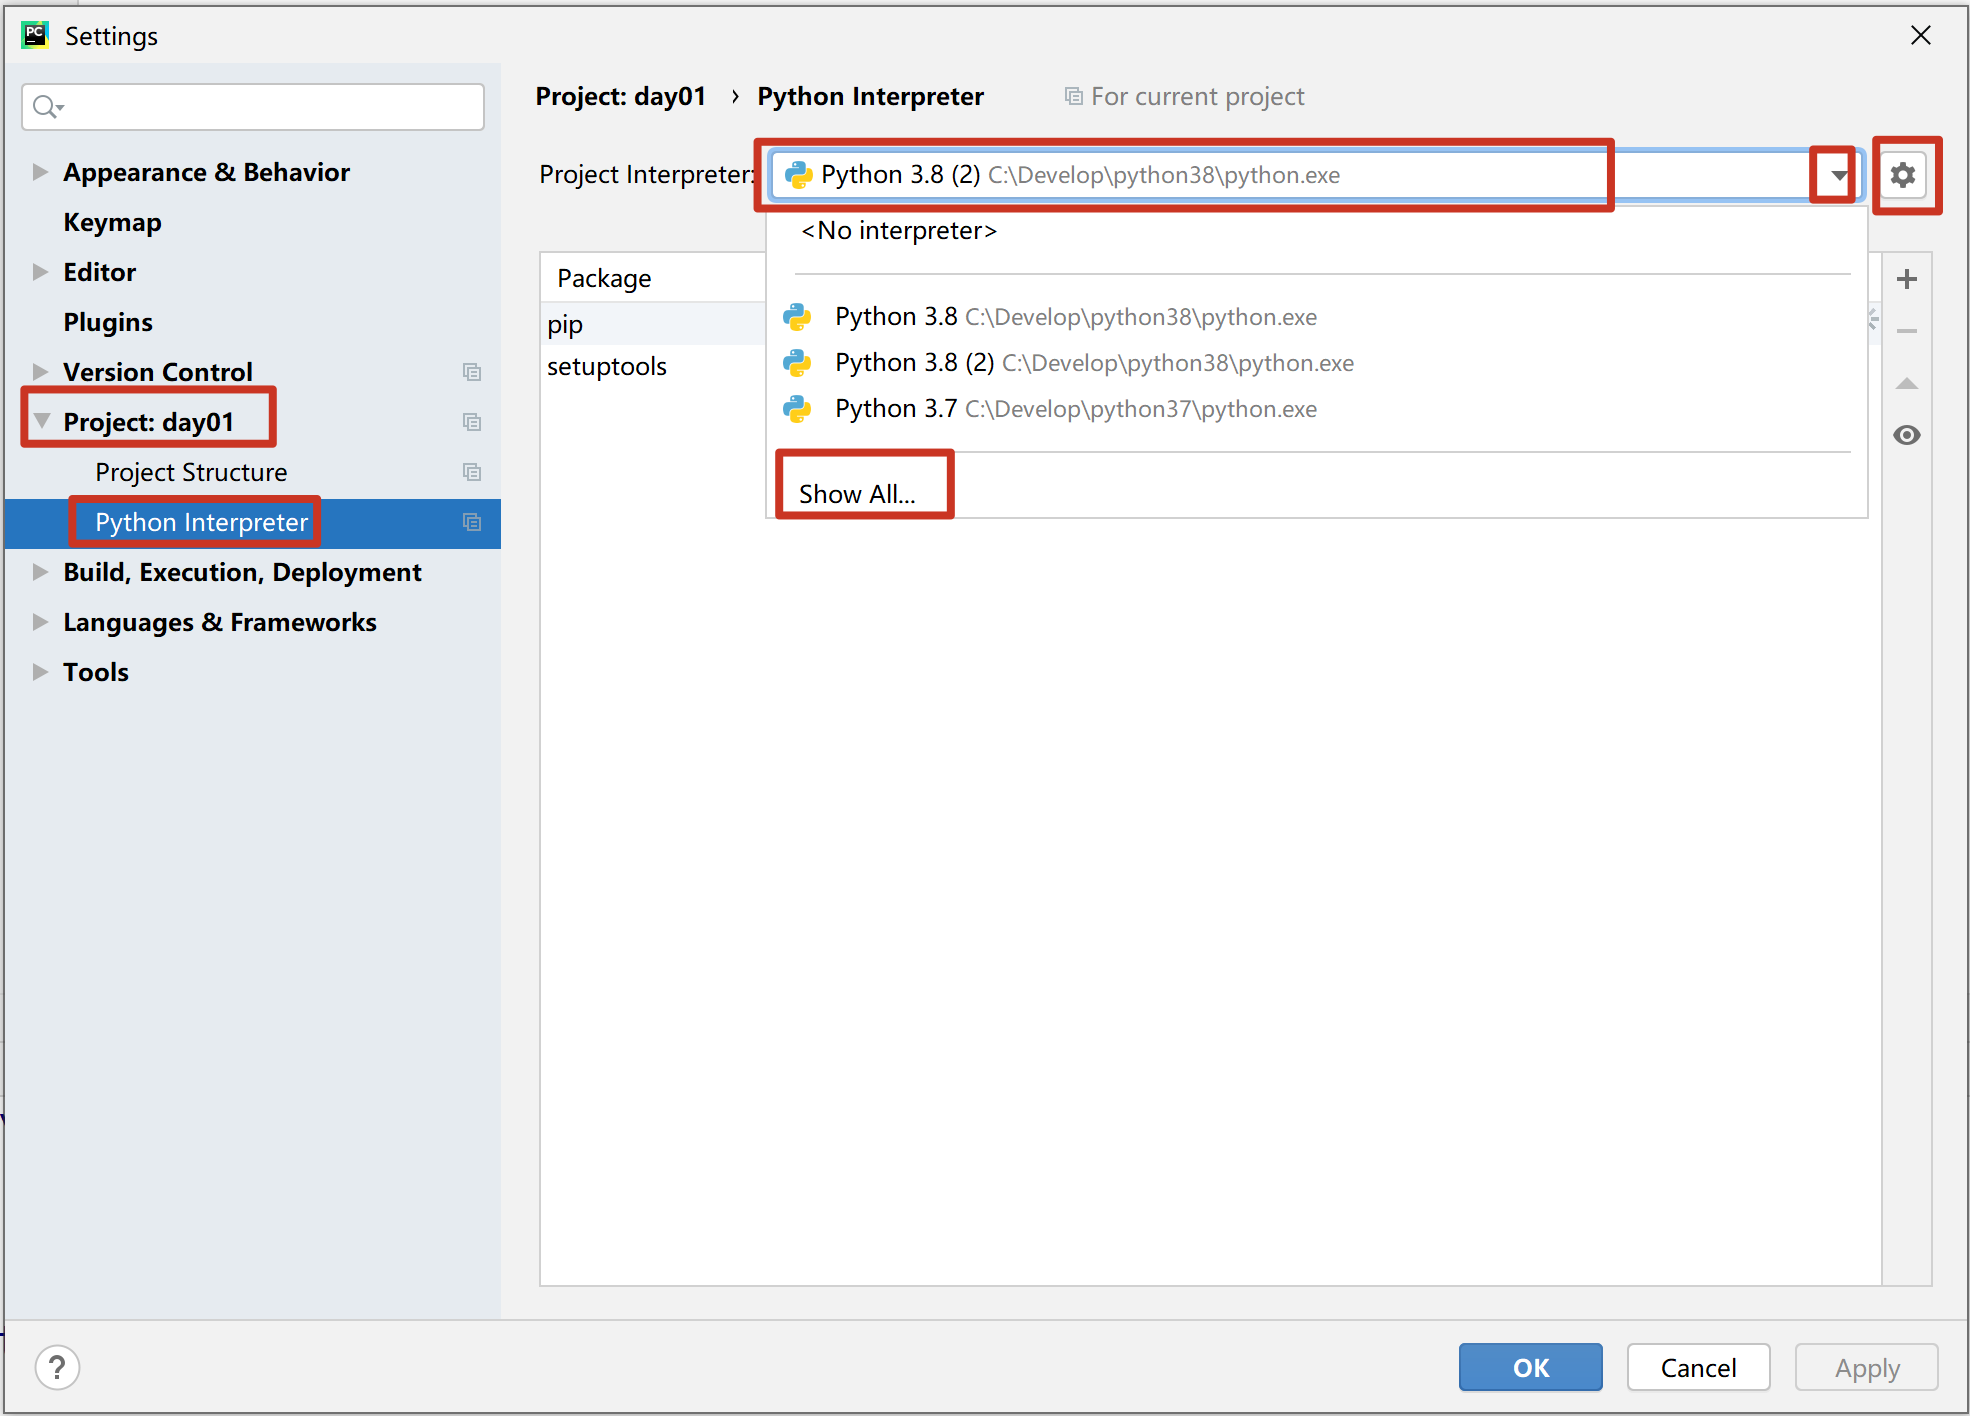 Settings
Project: day01 › Python Interpreter For current project
Appearance & Behavior
Keymap
Editor
Plugins
Version Control
Project: day01
Project Structure
Python Interpreter
Build, Execution, Deployment
Languages & Frameworks
Tools
Project Interpreter: Python 3.8 (2) C:\Develop\python38\python.exe
<No interpreter>
Python 3.8 C:\Develop\python38\python.exe
Python 3.8 (2) C:\Develop\python38\python.exe
Python 3.7 C:\Develop\python37\python.exe
Show All...
Package
pip
setuptools
?
OK
Cancel
Apply
PC